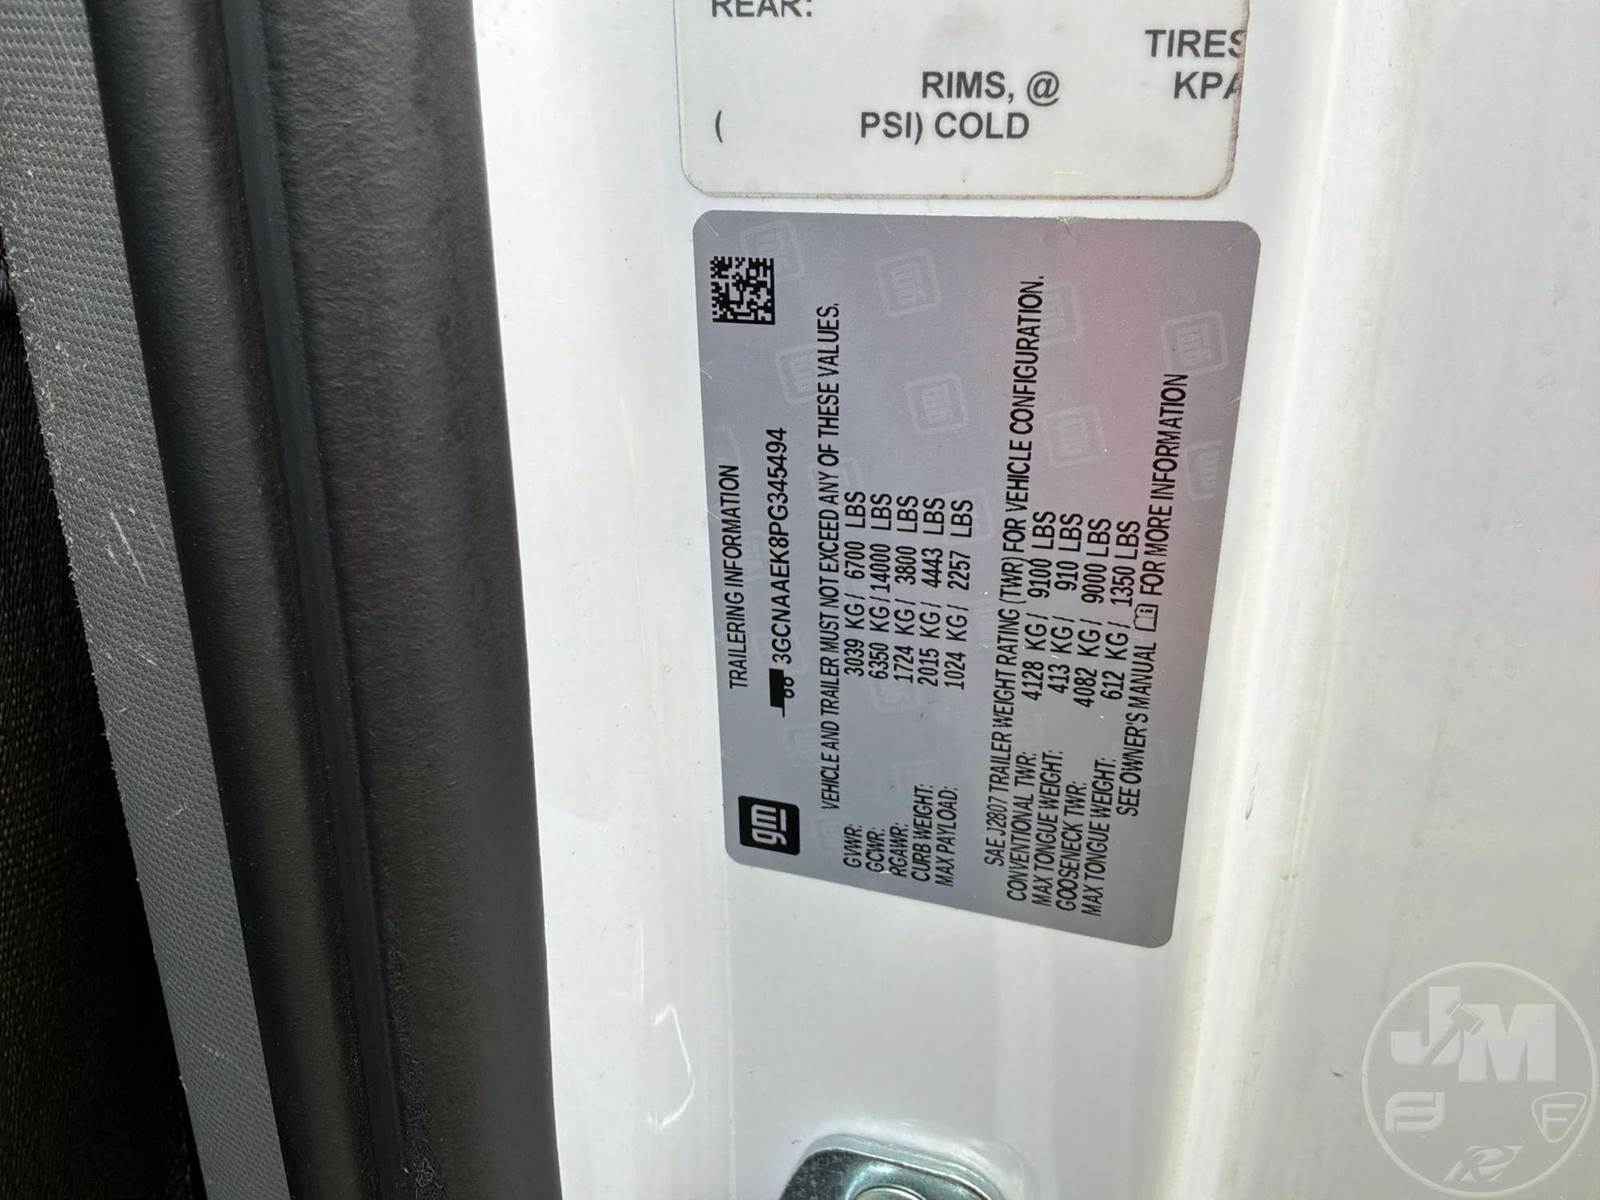 REAR:
TIRES
RIMS, @ KPA
( PSI) COLD
TRAILERING INFORMATION
gm 3GCNAAEK8PG345494
VEHICLE AND TRAILER MUST NOT EXCEED ANY OF THESE VALUES.
GVWR: 3039 KG/ 6700 LBS
GCWR: 6350 KG/ 14000 LBS
RGAWR: 1724 KG/ 3800 LBS
CURB WEIGHT: 2015 KG/ 4443 LBS
MAX PAYLOAD: 1024 KG/ 2257 LBS
SAE J2807 TRAILER WEIGHT RATING (TWR) FOR VEHICLE CONFIGURATION.
CONVENTIONAL TWR: 4128 KG/ 9100 LBS
MAX TONGUE WEIGHT: 413 KG/ 910 LBS
GOOSENECK TWR: 4082 KG/ 9000 LBS
MAX TONGUE WEIGHT: 612 KG/ 1350 LBS
SEE OWNER'S MANUAL FOR MORE INFORMATION
JM